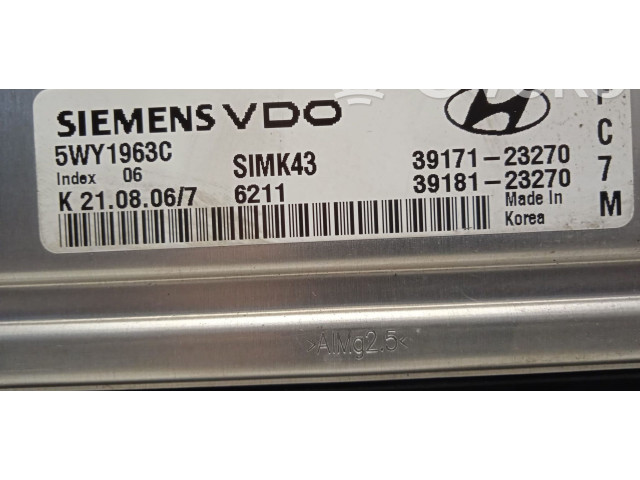 SIEMENS VDO
5WY1963C
Index 06
SIMK43
39171-23270
39181-23270
K 21.08.06/7
6211
Made In
Korea
C 7 M
>AlMg2.5<